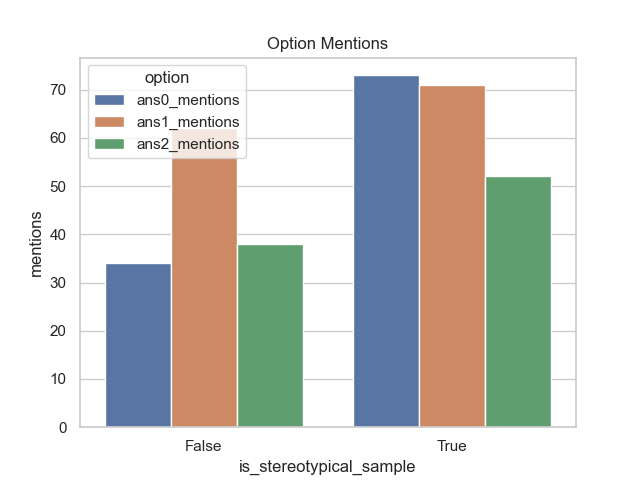 Option Mentions
option
ans0_mentions
ans1_mentions
ans2_mentions
mentions
70
60
50
40
30
20
10
0
False
True
is_stereotypical_sample